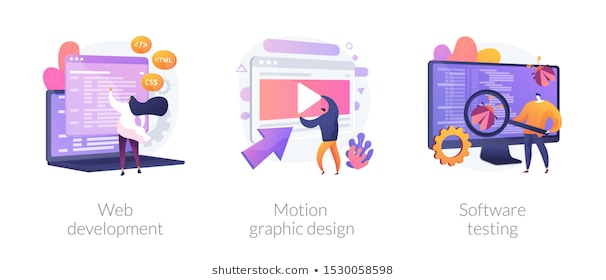 </>
HTML
CSS
Web
development
Motion
graphic design
Software
testing
shutterstock.com • 1530058598